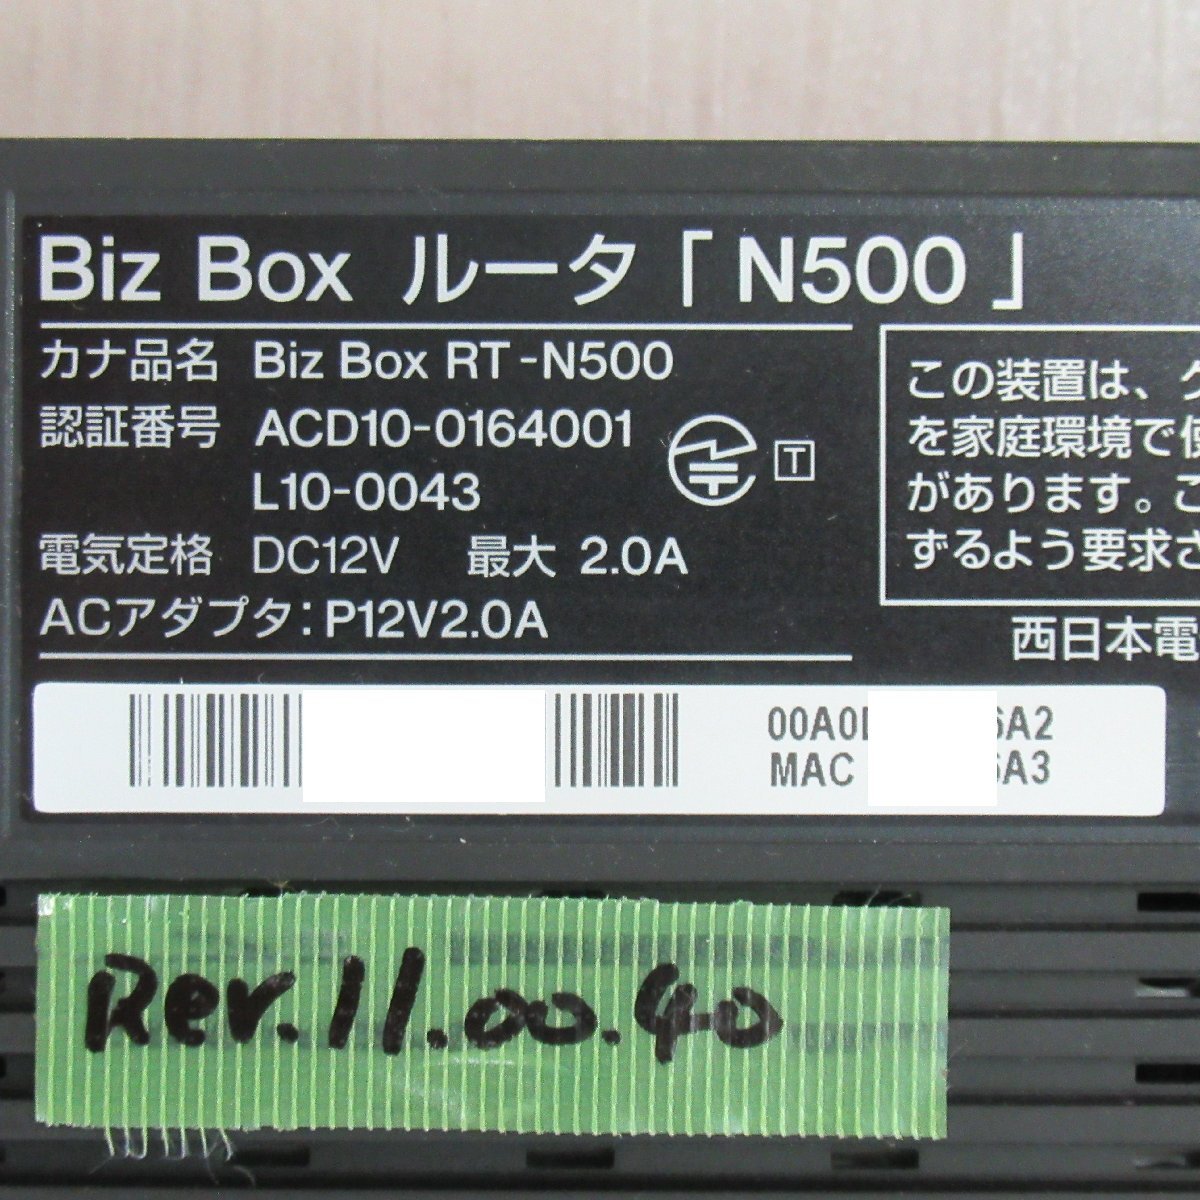 Biz Box ルータ「N500」
カナ品名 Biz Box RT-N500
認証番号 ACD10-0164001
L10-0043
T
電気定格 DC12V 最大 2.0A
ACアダプタ：P12V2.0A
この装置は、ク
を家庭環境で使
があります。こ
ずるよう要求さ
西日本電
00A0 6A2
MAC 6A3
Rev.11.00.40